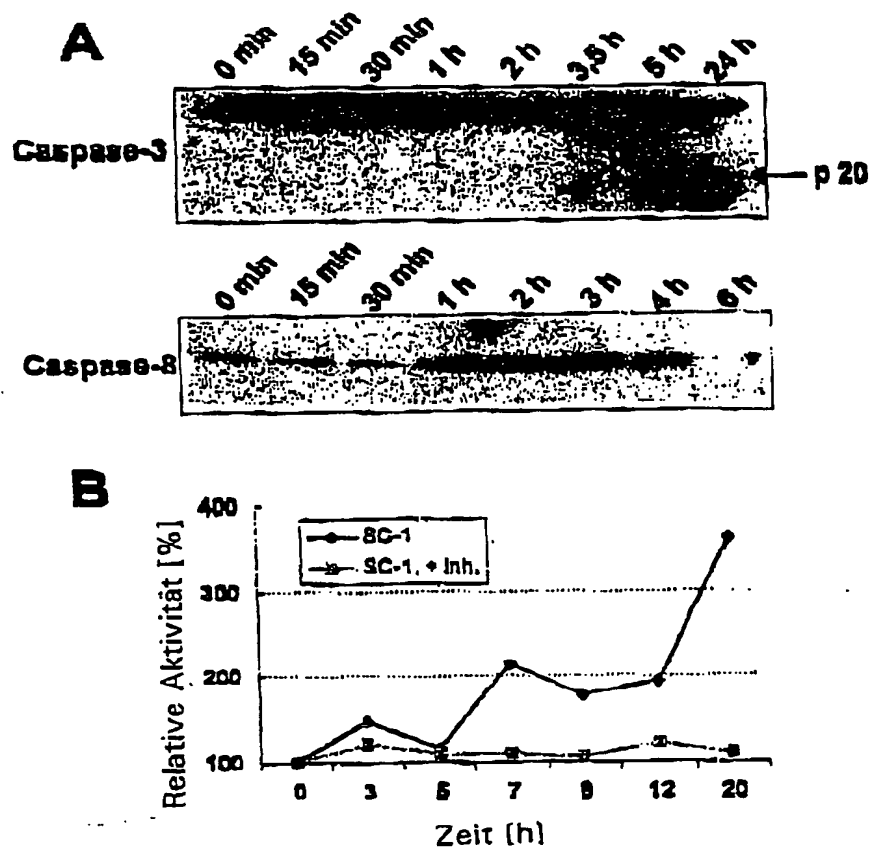 A
0 min 15 min 30 min 1 h 2 h 3,5 h 5 h 24 h
Caspase-3
p 20
0 min 15 min 30 min 1 h 2 h 3 h 4 h 6 h
Caspase-8
B
400
300
200
100
SC-1
SC-1, + Inh.
Relative Aktivität [%]
0 3 5 7 9 12 20
Zeit [h]